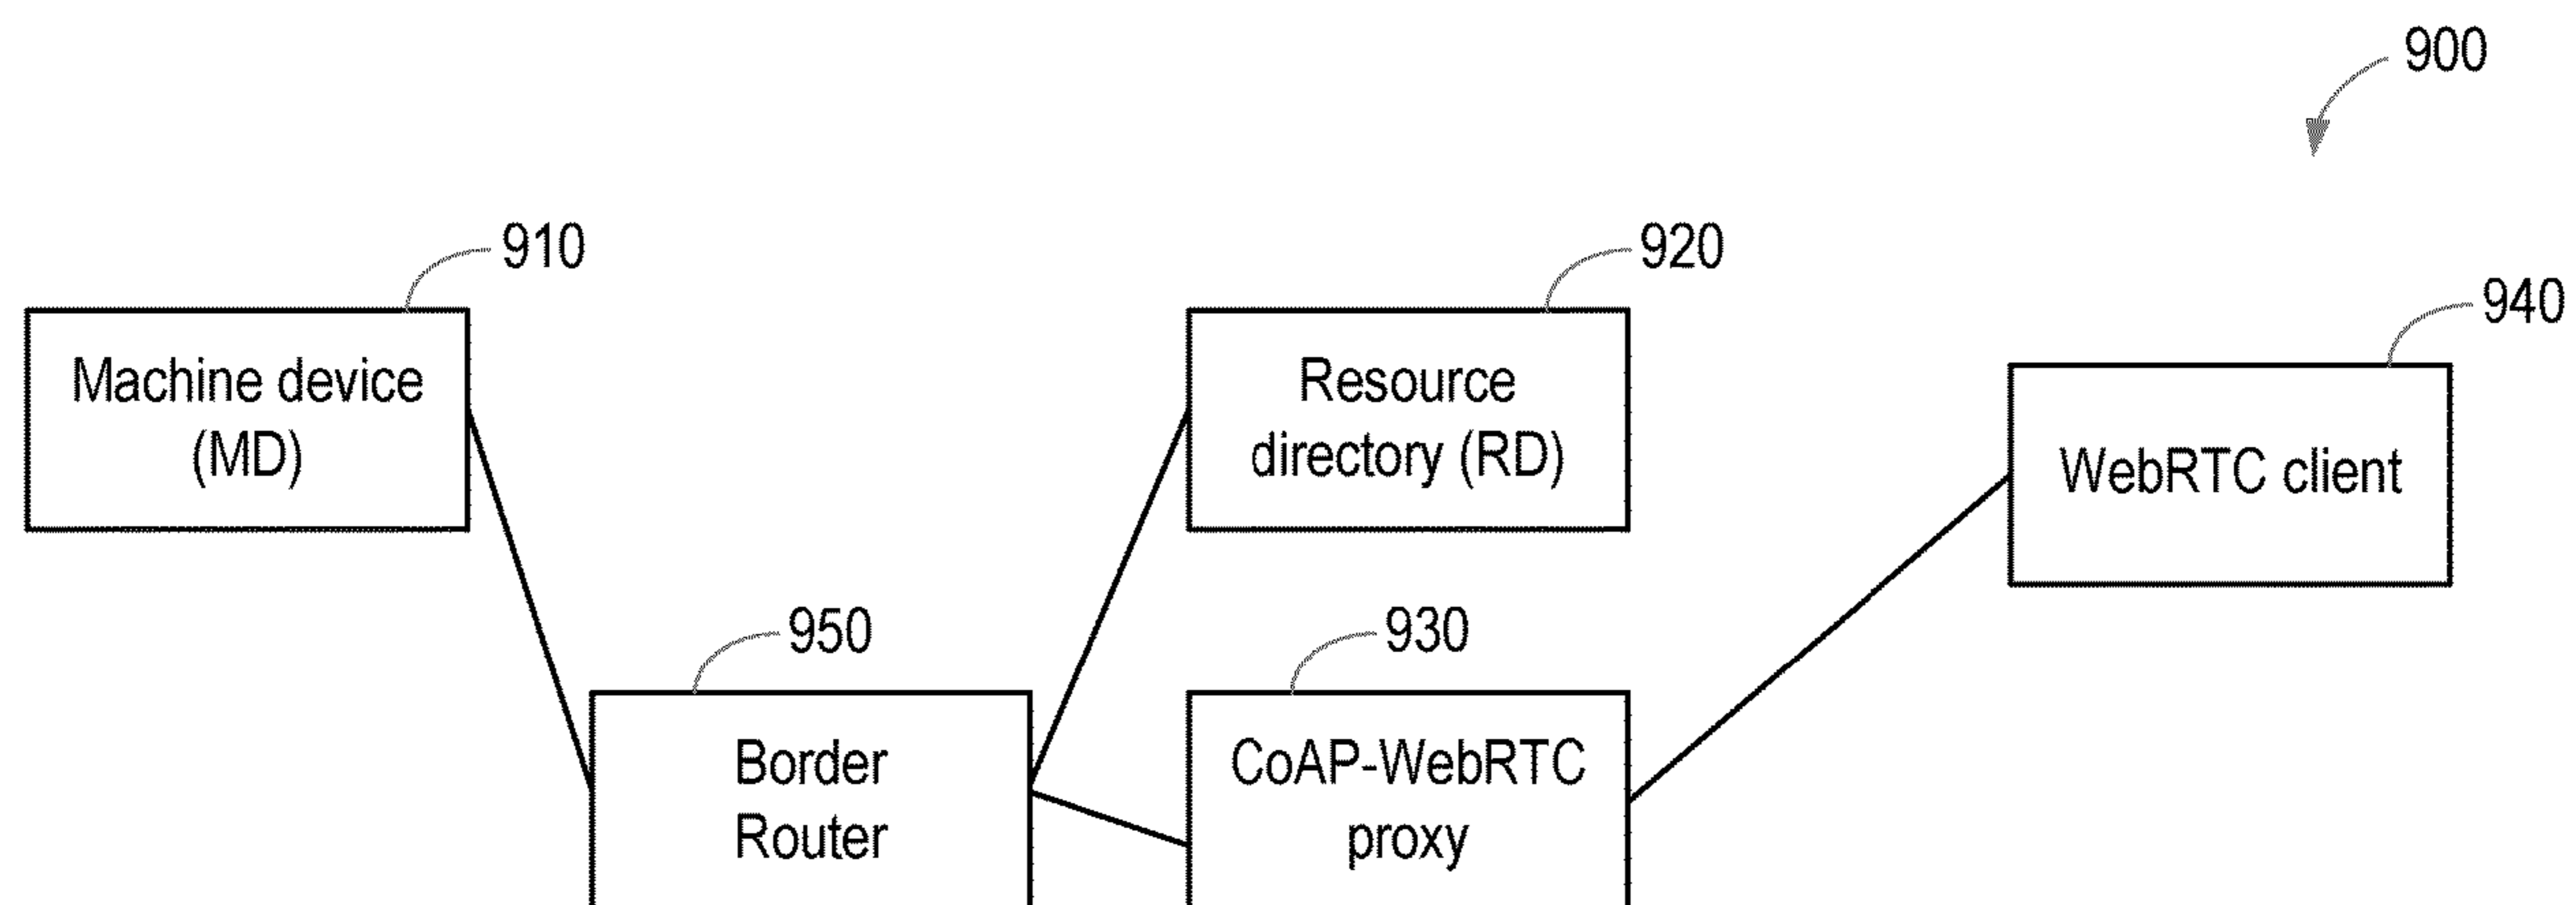 900
910
920
940
Machine device
(MD)
Resource
directory (RD)
WebRTC client
950
930
Border
Router
CoAP-WebRTC
proxy